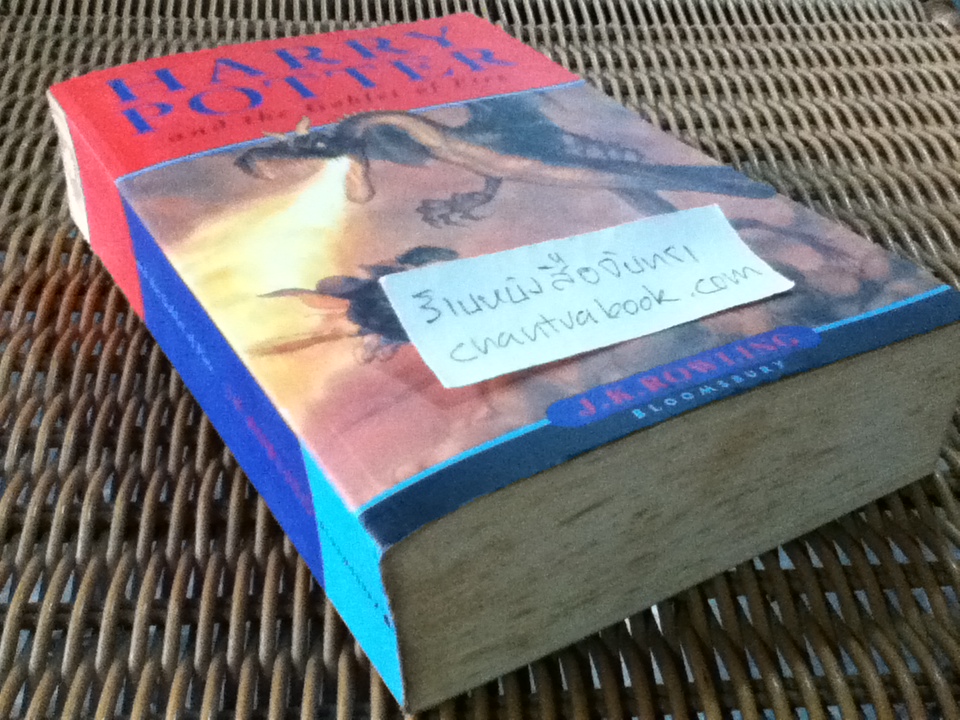 HARRY
POTTER
and the Goblet of Fire
ร้านหนังสือจันทรา
chantrabook.com
J.K.ROWLING
BLOOMSBURY